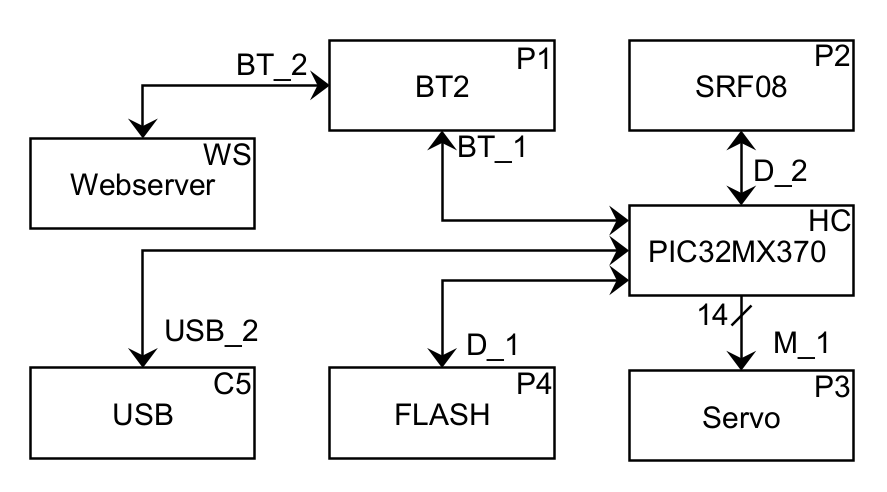 BT_2
P1
BT2
P2
SRF08
WS
Webserver
BT_1
D_2
HC
PIC32MX370
USB_2
D_1
14
M_1
C5
USB
P4
FLASH
P3
Servo